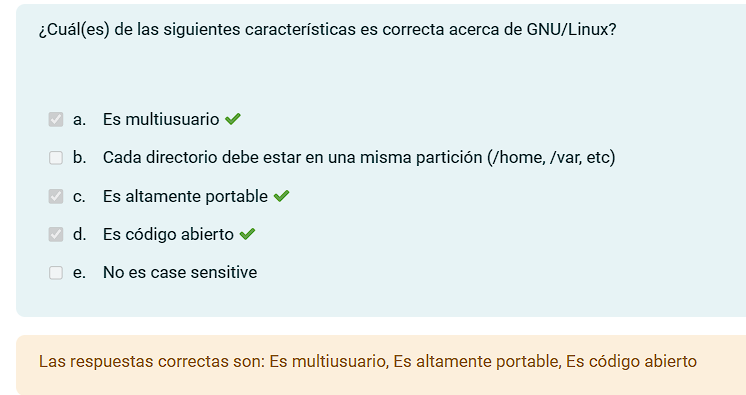 ¿Cuál(es) de las siguientes características es correcta acerca de GNU/Linux?
a. Es multiusuario
b. Cada directorio debe estar en una misma partición (/home, /var, etc)
c. Es altamente portable
d. Es código abierto
e. No es case sensitive
Las respuestas correctas son: Es multiusuario, Es altamente portable, Es código abierto